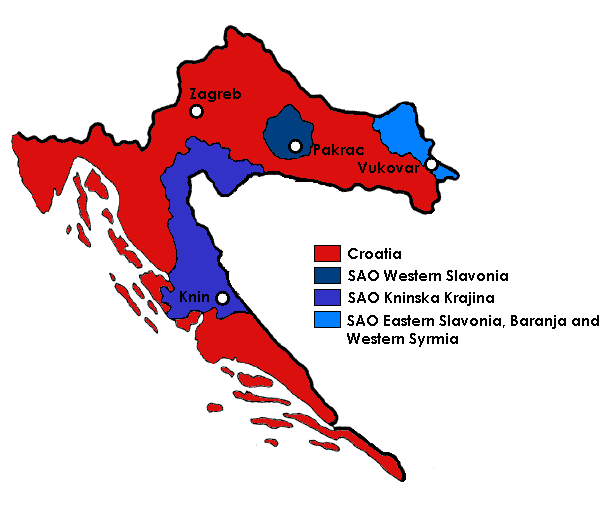 Zagreb
Pakrac
Vukovar
Croatia
SAO Western Slavonia
SAO Kninska Krajina
Knin
SAO Eastern Slavonia, Baranja and
Western Syrmia